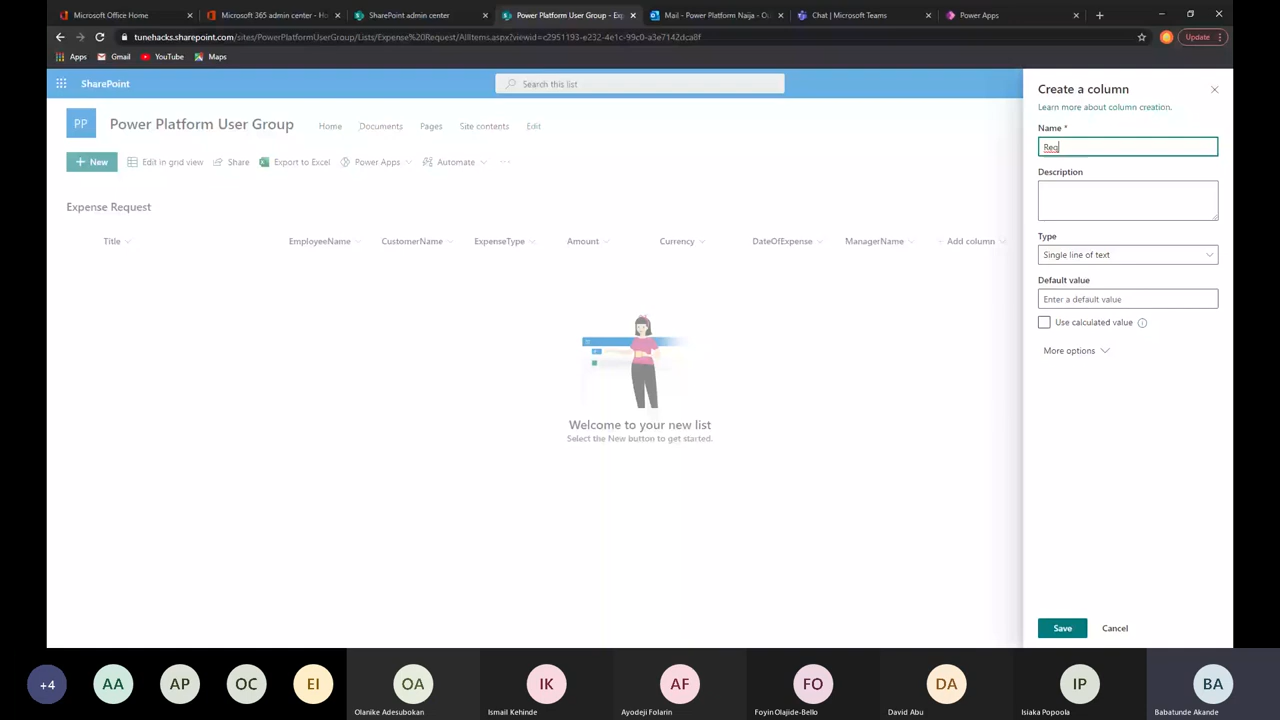 Microsoft Office Home
Microsoft 365 admin center - Ho
SharePoint admin center
Power Platform User Group - Exp
Mail - Power Platform Naija - Ou
Chat | Microsoft Teams
Power Apps
tunehacks.sharepoint.com/sites/PowerPlatformUserGroup/Lists/Expense%20Request/AllItems.aspx?viewid=c2951193-e232-4e1c-99c0-a3e7142dca8f
Update
Apps
Gmail
YouTube
Maps
SharePoint
Search this list
PP
Power Platform User Group
Home
Documents
Pages
Site contents
Edit
+ New
Edit in grid view
Share
Export to Excel
Power Apps
Automate
...
Expense Request
Title
EmployeeName
CustomerName
ExpenseType
Amount
Currency
DateOfExpense
ManagerName
+ Add column
Welcome to your new list
Select the New button to get started.
Create a column
Learn more about column creation.
Name *
Req
Description
Type
Single line of text
Default value
Enter a default value
Use calculated value
More options
Save
Cancel
+4
AA
AP
OC
EI
OA
Olanike Adesubokan
IK
Ismail Kehinde
AF
Ayodeji Folarin
FO
Foyin Olajide-Bello
DA
David Abu
IP
Isiaka Popoola
BA
Babatunde Akande